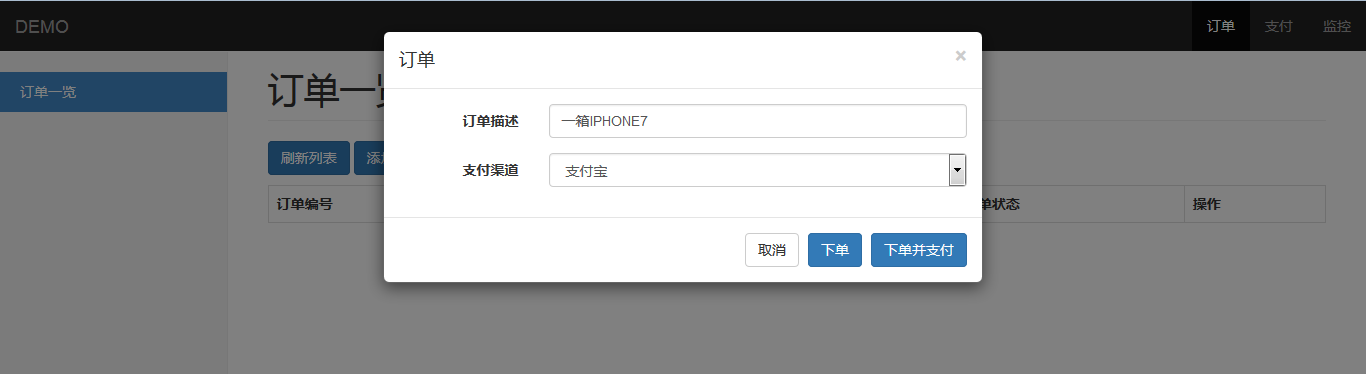 DEMO
订单
支付
监控
订单一览
订单一
刷新列表
订单
×
订单描述
一箱IPHONE7
支付渠道
支付宝
取消
下单
下单并支付
订单编号
单状态
操作